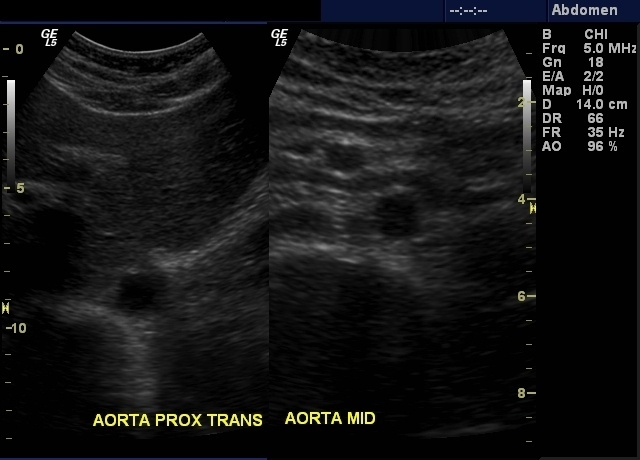 --:--:-- Abdomen
GE
L5
GE
L5
B CHI
Frq 5.0 MHz
Gn 18
E/A 2/2
Map H/0
D 14.0 cm
DR 66
FR 35 Hz
AO 96 %
0
5
10
2
4
6
8
AORTA PROX TRANS
AORTA MID